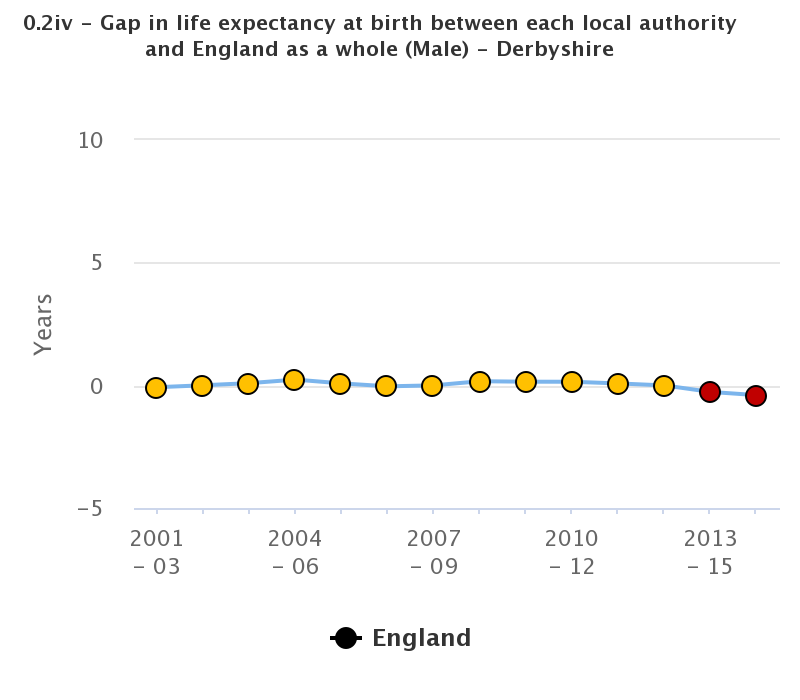 0.2iv – Gap in life expectancy at birth between each local authority
and England as a whole (Male) – Derbyshire
10
5
Years
0
–5
2001 2004 2007 2010 2013
– 03 – 06 – 09 – 12 – 15
England